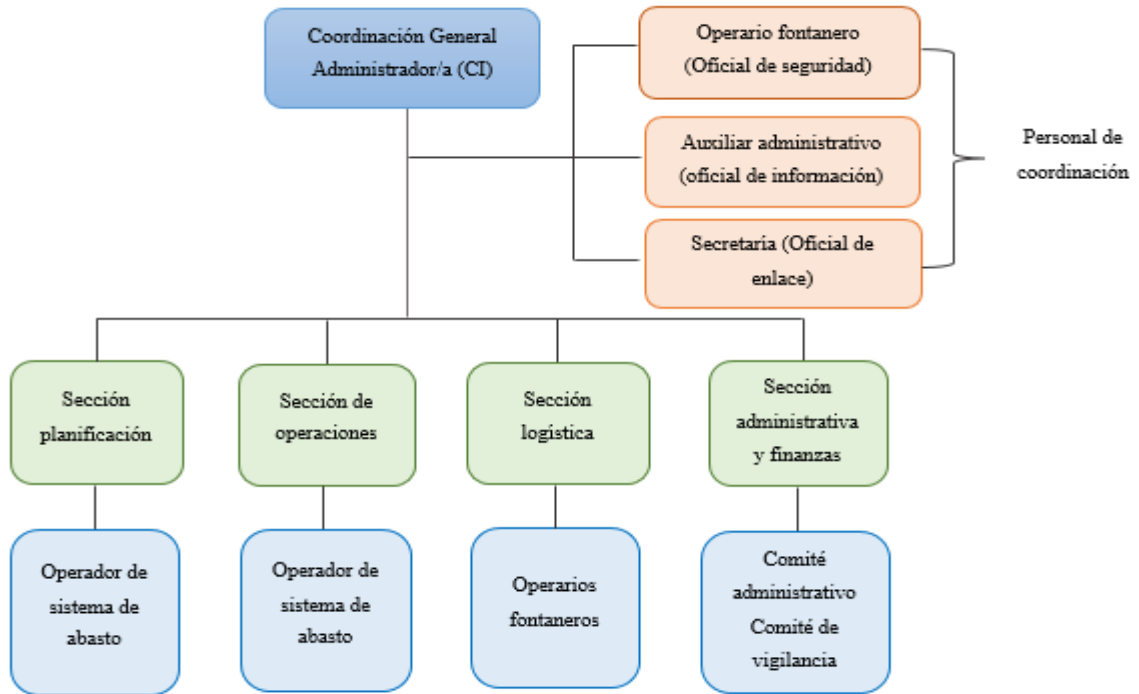 Coordinación General
Administrador/a (CI)
Operario fontanero
(Oficial de seguridad)
Auxiliar administrativo
(oficial de información)
Secretaría (Oficial de
enlace)
Personal de
coordinación
Sección
planificación
Sección de
operaciones
Sección
logística
Sección
administrativa
y finanzas
Operador de
sistema de
abasto
Operador de
sistema de
abasto
Operarios
fontaneros
Comité
administrativo
Comité de
vigilancia